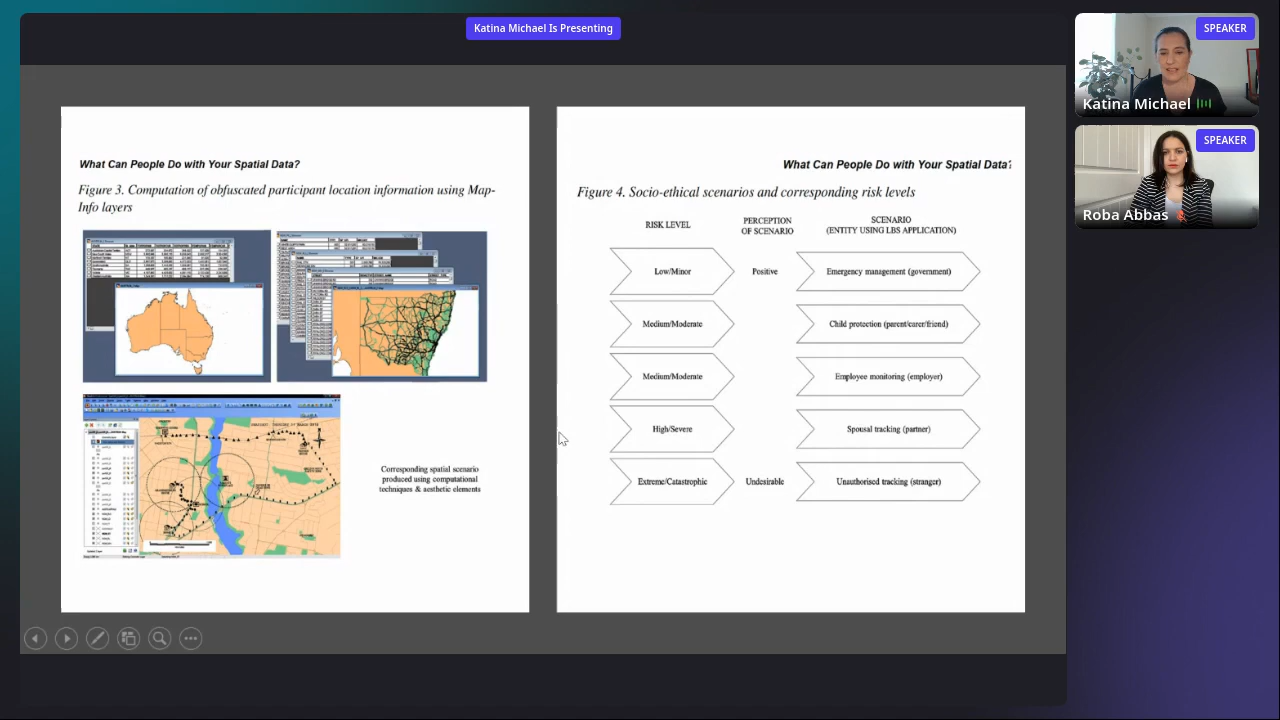 Katina Michael Is Presenting
SPEAKER
Katina Michael
SPEAKER
Roba Abbas
What Can People Do with Your Spatial Data?
Figure 3. Computation of obfuscated participant location information using Map-
Info layers
Corresponding spatial scenario
produced using computational
techniques & aesthetic elements
What Can People Do with Your Spatial Data?
Figure 4. Socio-ethical scenarios and corresponding risk levels
RISK LEVEL
PERCEPTION
OF SCENARIO
SCENARIO
(ENTITY USING LBS APPLICATION)
Low/Minor
Positive
Emergency management (government)
Medium/Moderate
Child protection (parent/carer/friend)
Medium/Moderate
Employee monitoring (employer)
High/Severe
Spousal tracking (partner)
Extreme/Catastrophic
Undesirable
Unauthorised tracking (stranger)